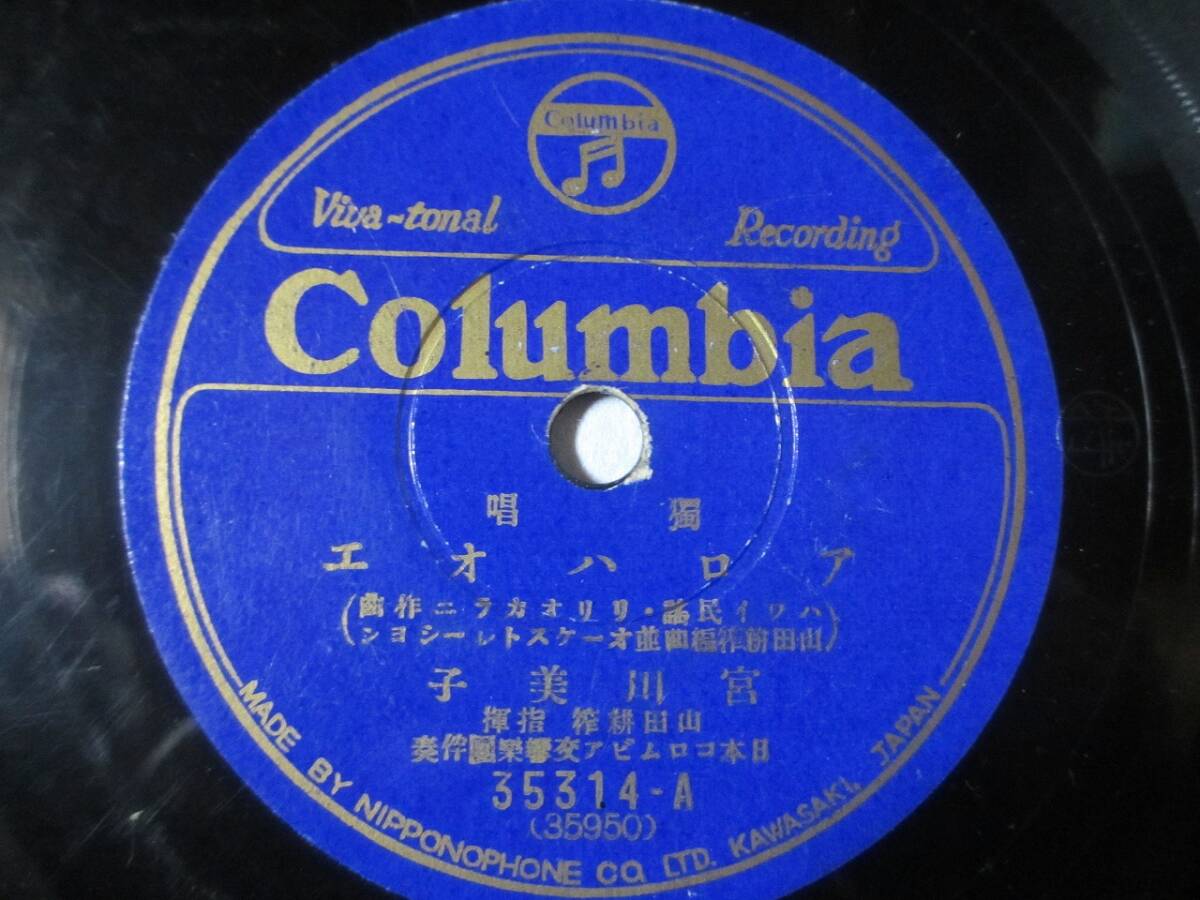 Columbia
Viva-tonal Recording
Columbia
獨唱
アロハオエ
(ハワイ民謠・リリオカラニ作曲
山田耕筰編曲並オーケストレーシヨン)
宮川美子
山田耕筰 指揮
日本コロムビア交響樂團伴奏
35314-A
(35950)
MADE BY NIPPONOPHONE CO. LTD. KAWASAKI, JAPAN